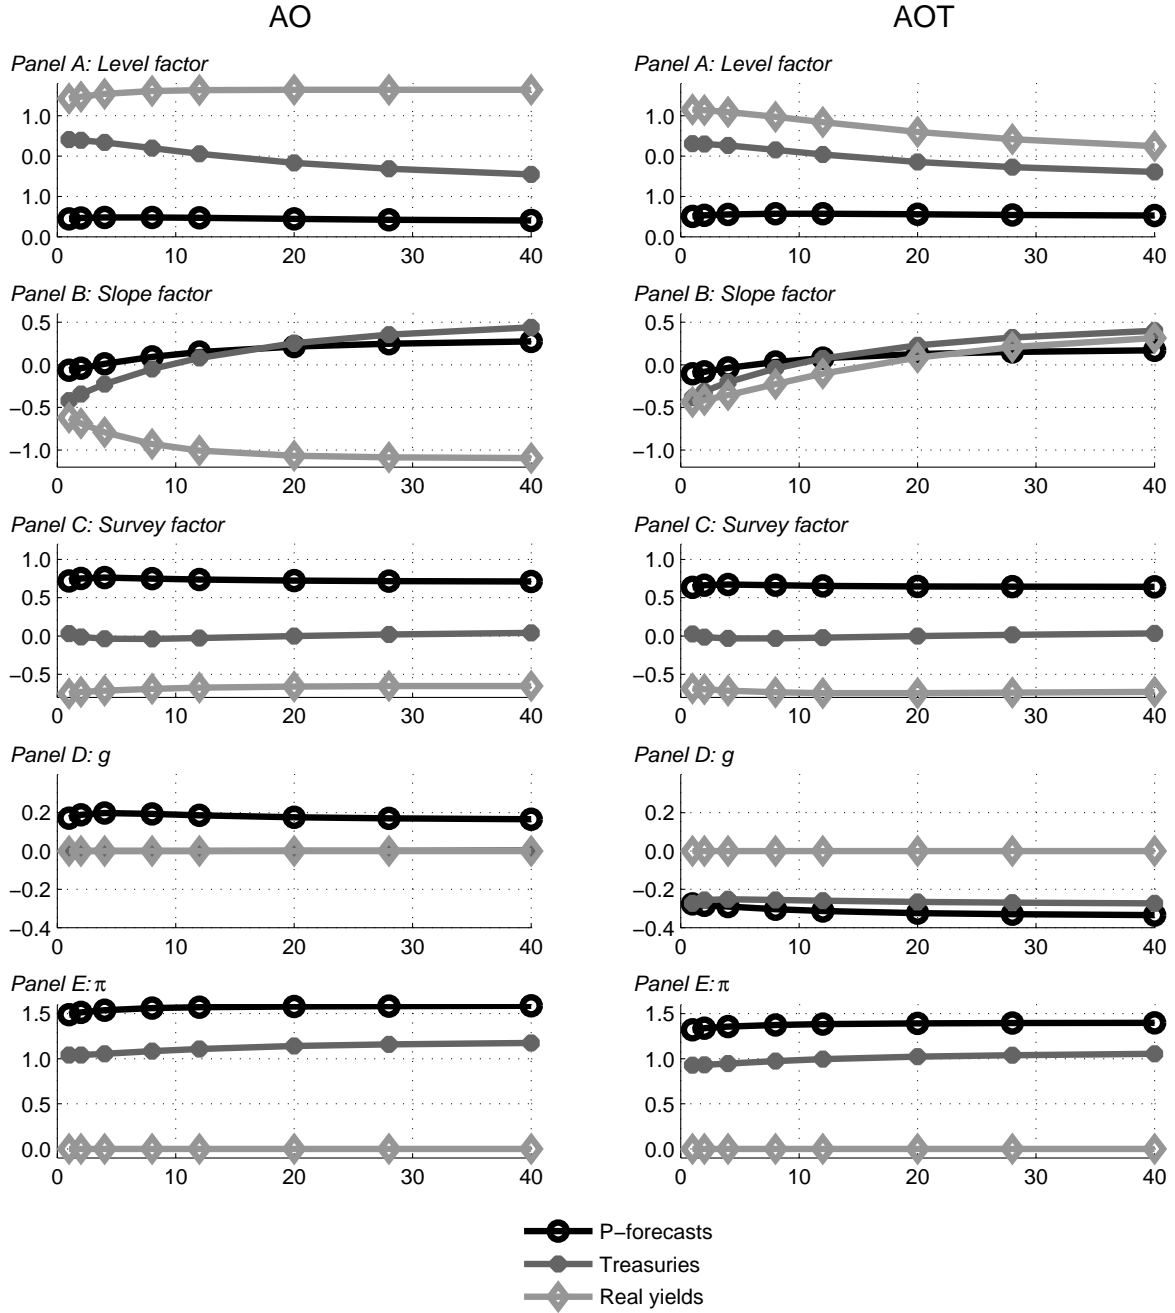 AO
AOT
Panel A: Level factor
1.0
0.0
1.0
0.0
0 10 20 30 40
Panel A: Level factor
1.0
0.0
1.0
0.0
0 10 20 30 40
Panel B: Slope factor
0.5
0.0
−0.5
−1.0
0 10 20 30 40
Panel B: Slope factor
0.5
0.0
−0.5
−1.0
0 10 20 30 40
Panel C: Survey factor
1.0
0.5
0.0
−0.5
0 10 20 30 40
Panel C: Survey factor
1.0
0.5
0.0
−0.5
0 10 20 30 40
Panel D: g
0.2
0.0
−0.2
−0.4
0 10 20 30 40
Panel D: g
0.2
0.0
−0.2
−0.4
0 10 20 30 40
Panel E: π
1.5
1.0
0.5
0.0
0 10 20 30 40
Panel E: π
1.5
1.0
0.5
0.0
0 10 20 30 40
P−forecasts
Treasuries
Real yields